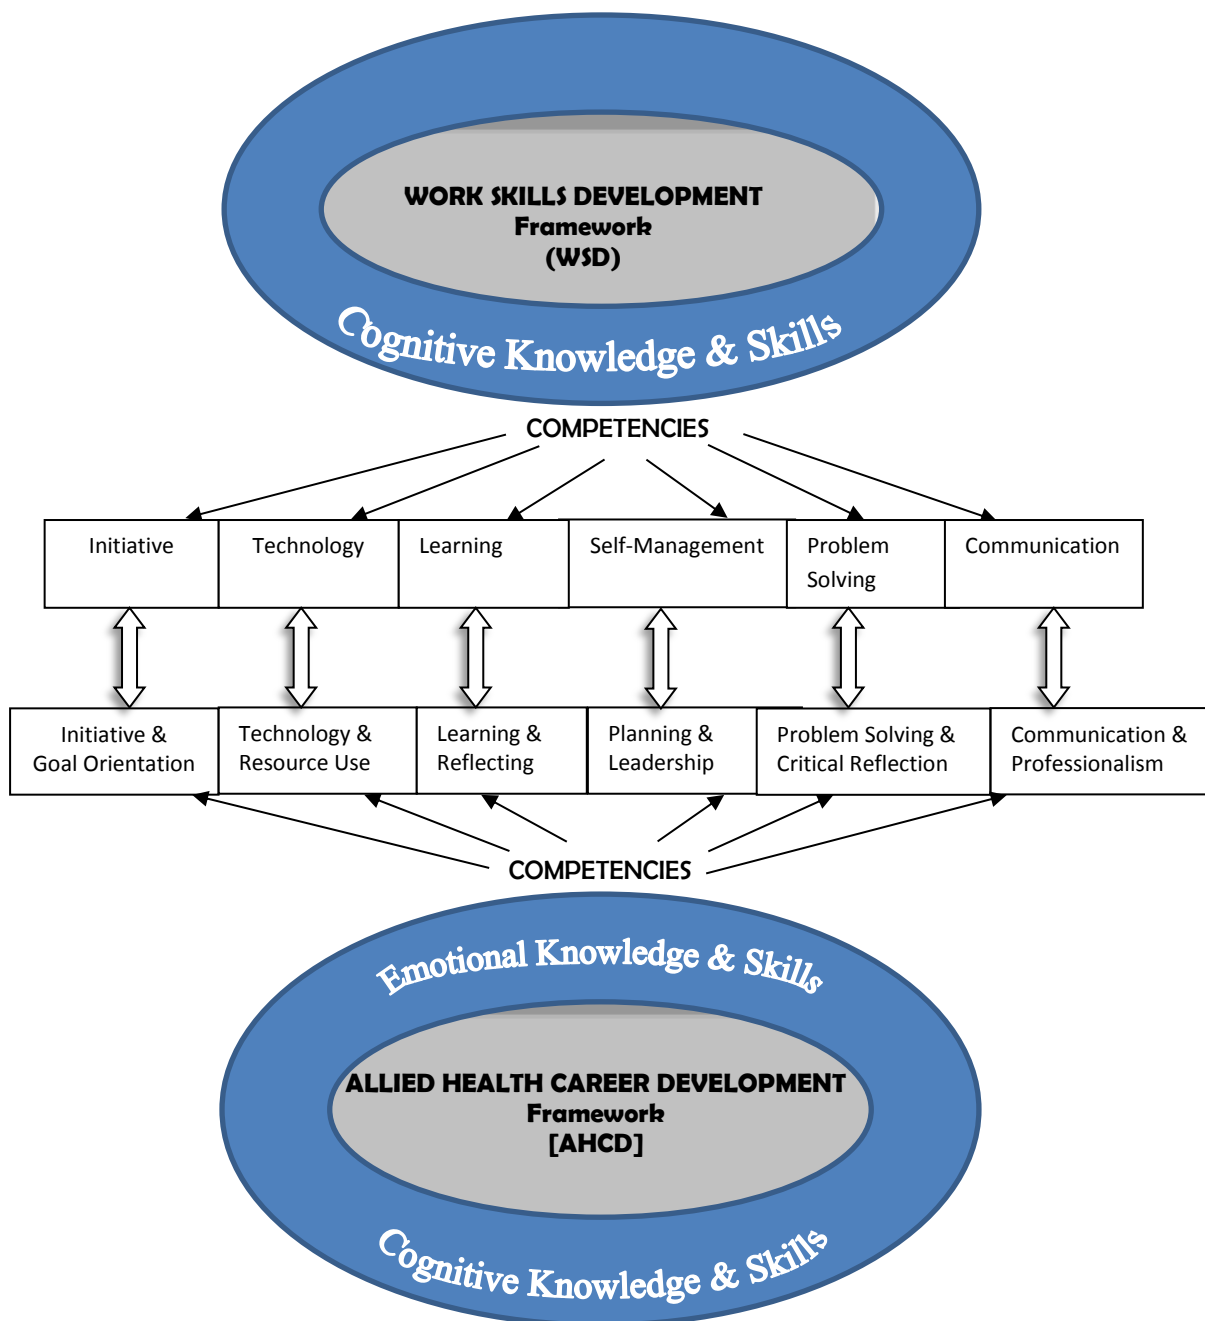 WORK SKILLS DEVELOPMENT
Framework
(WSD)
Cognitive Knowledge & Skills
COMPETENCIES
Initiative
Technology
Learning
Self-Management
Problem
Solving
Communication
Initiative &
Goal Orientation
Technology &
Resource Use
Learning &
Reflecting
Planning &
Leadership
Problem Solving &
Critical Reflection
Communication &
Professionalism
COMPETENCIES
Emotional Knowledge & Skills
ALLIED HEALTH CAREER DEVELOPMENT
Framework
[AHCD]
Cognitive Knowledge & Skills